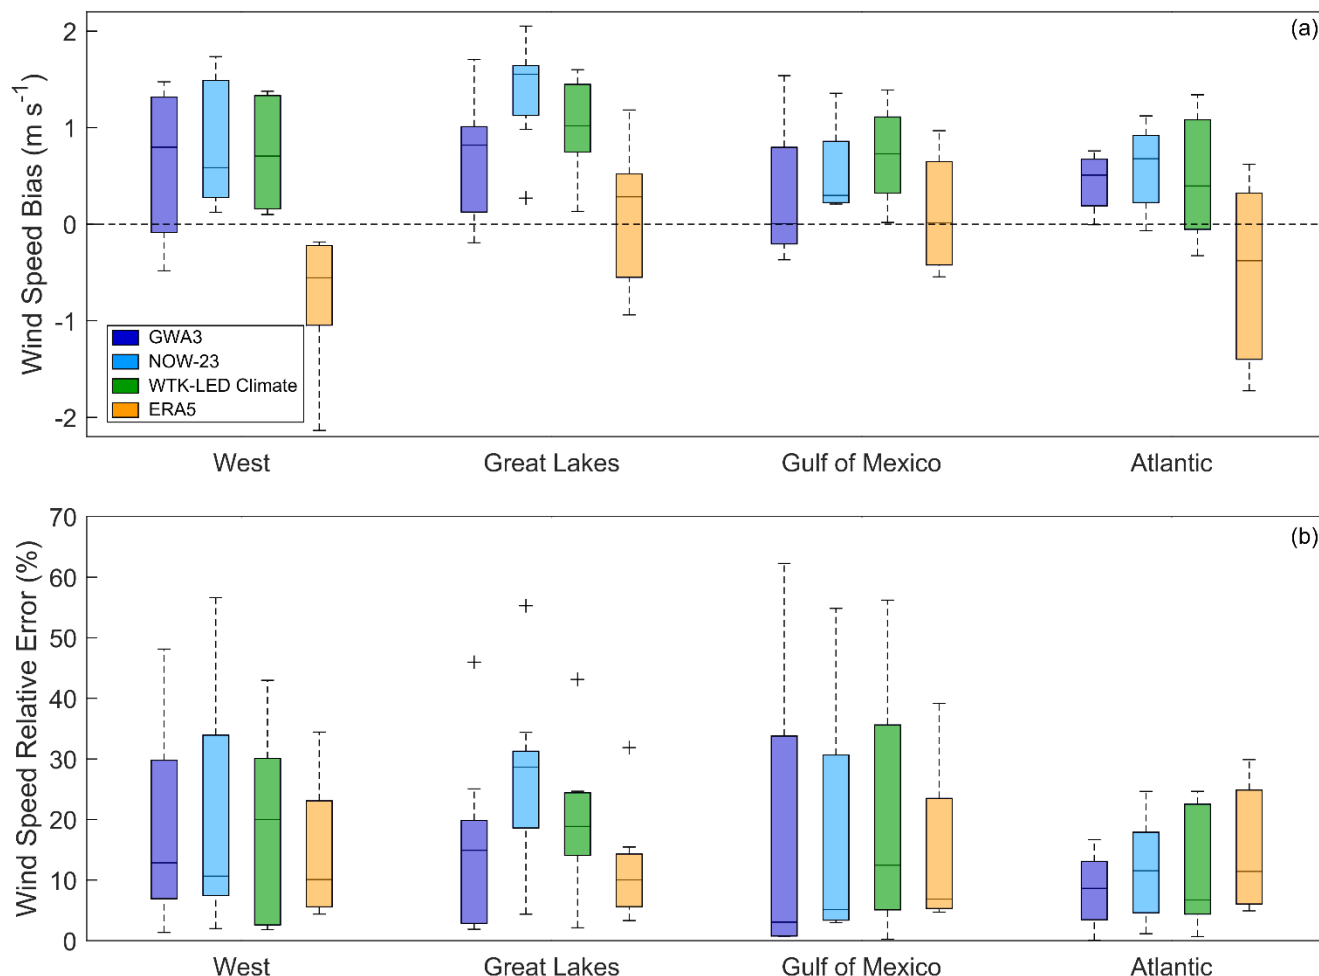 (a)
Wind Speed Bias (m s⁻¹)
2
1
0
-1
-2
GWA3
NOW-23
WTK-LED Climate
ERA5
West Great Lakes Gulf of Mexico Atlantic
(b)
Wind Speed Relative Error (%)
70
60
50
40
30
20
10
0
West Great Lakes Gulf of Mexico Atlantic